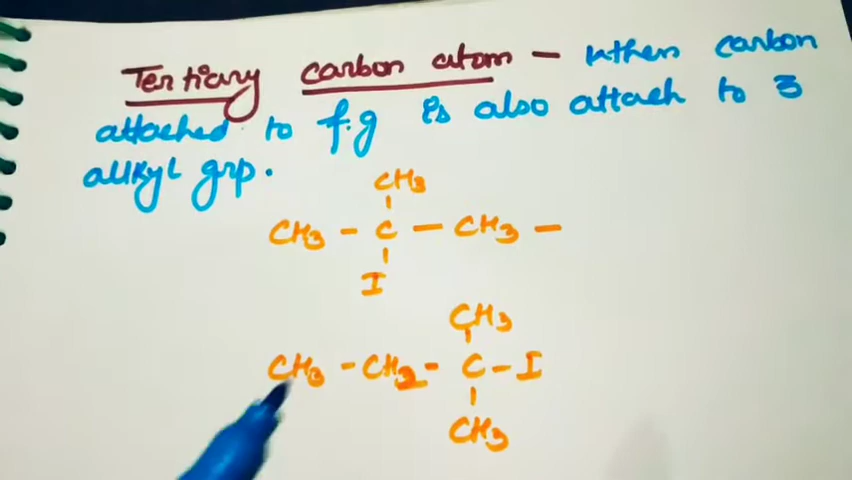 Tertiary carbon atom - When carbon
attached to f.g is also attach to 3
alkyl grp.
CH3
CH3 - C - CH3 -
I
CH3
CH3 - CH2 - C - I
CH3